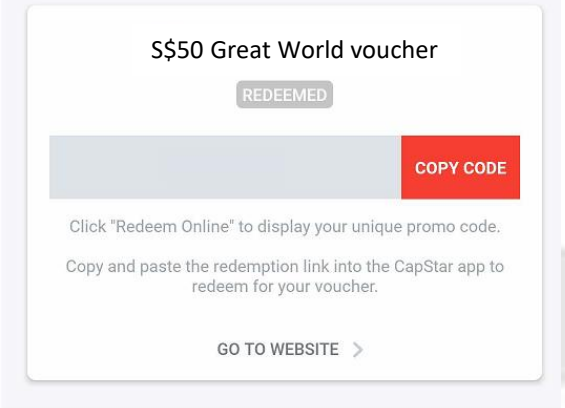 S$50 Great World voucher
REDEEMED
COPY CODE
Click "Redeem Online" to display your unique promo code.
Copy and paste the redemption link into the CapStar app to
redeem for your voucher.
GO TO WEBSITE